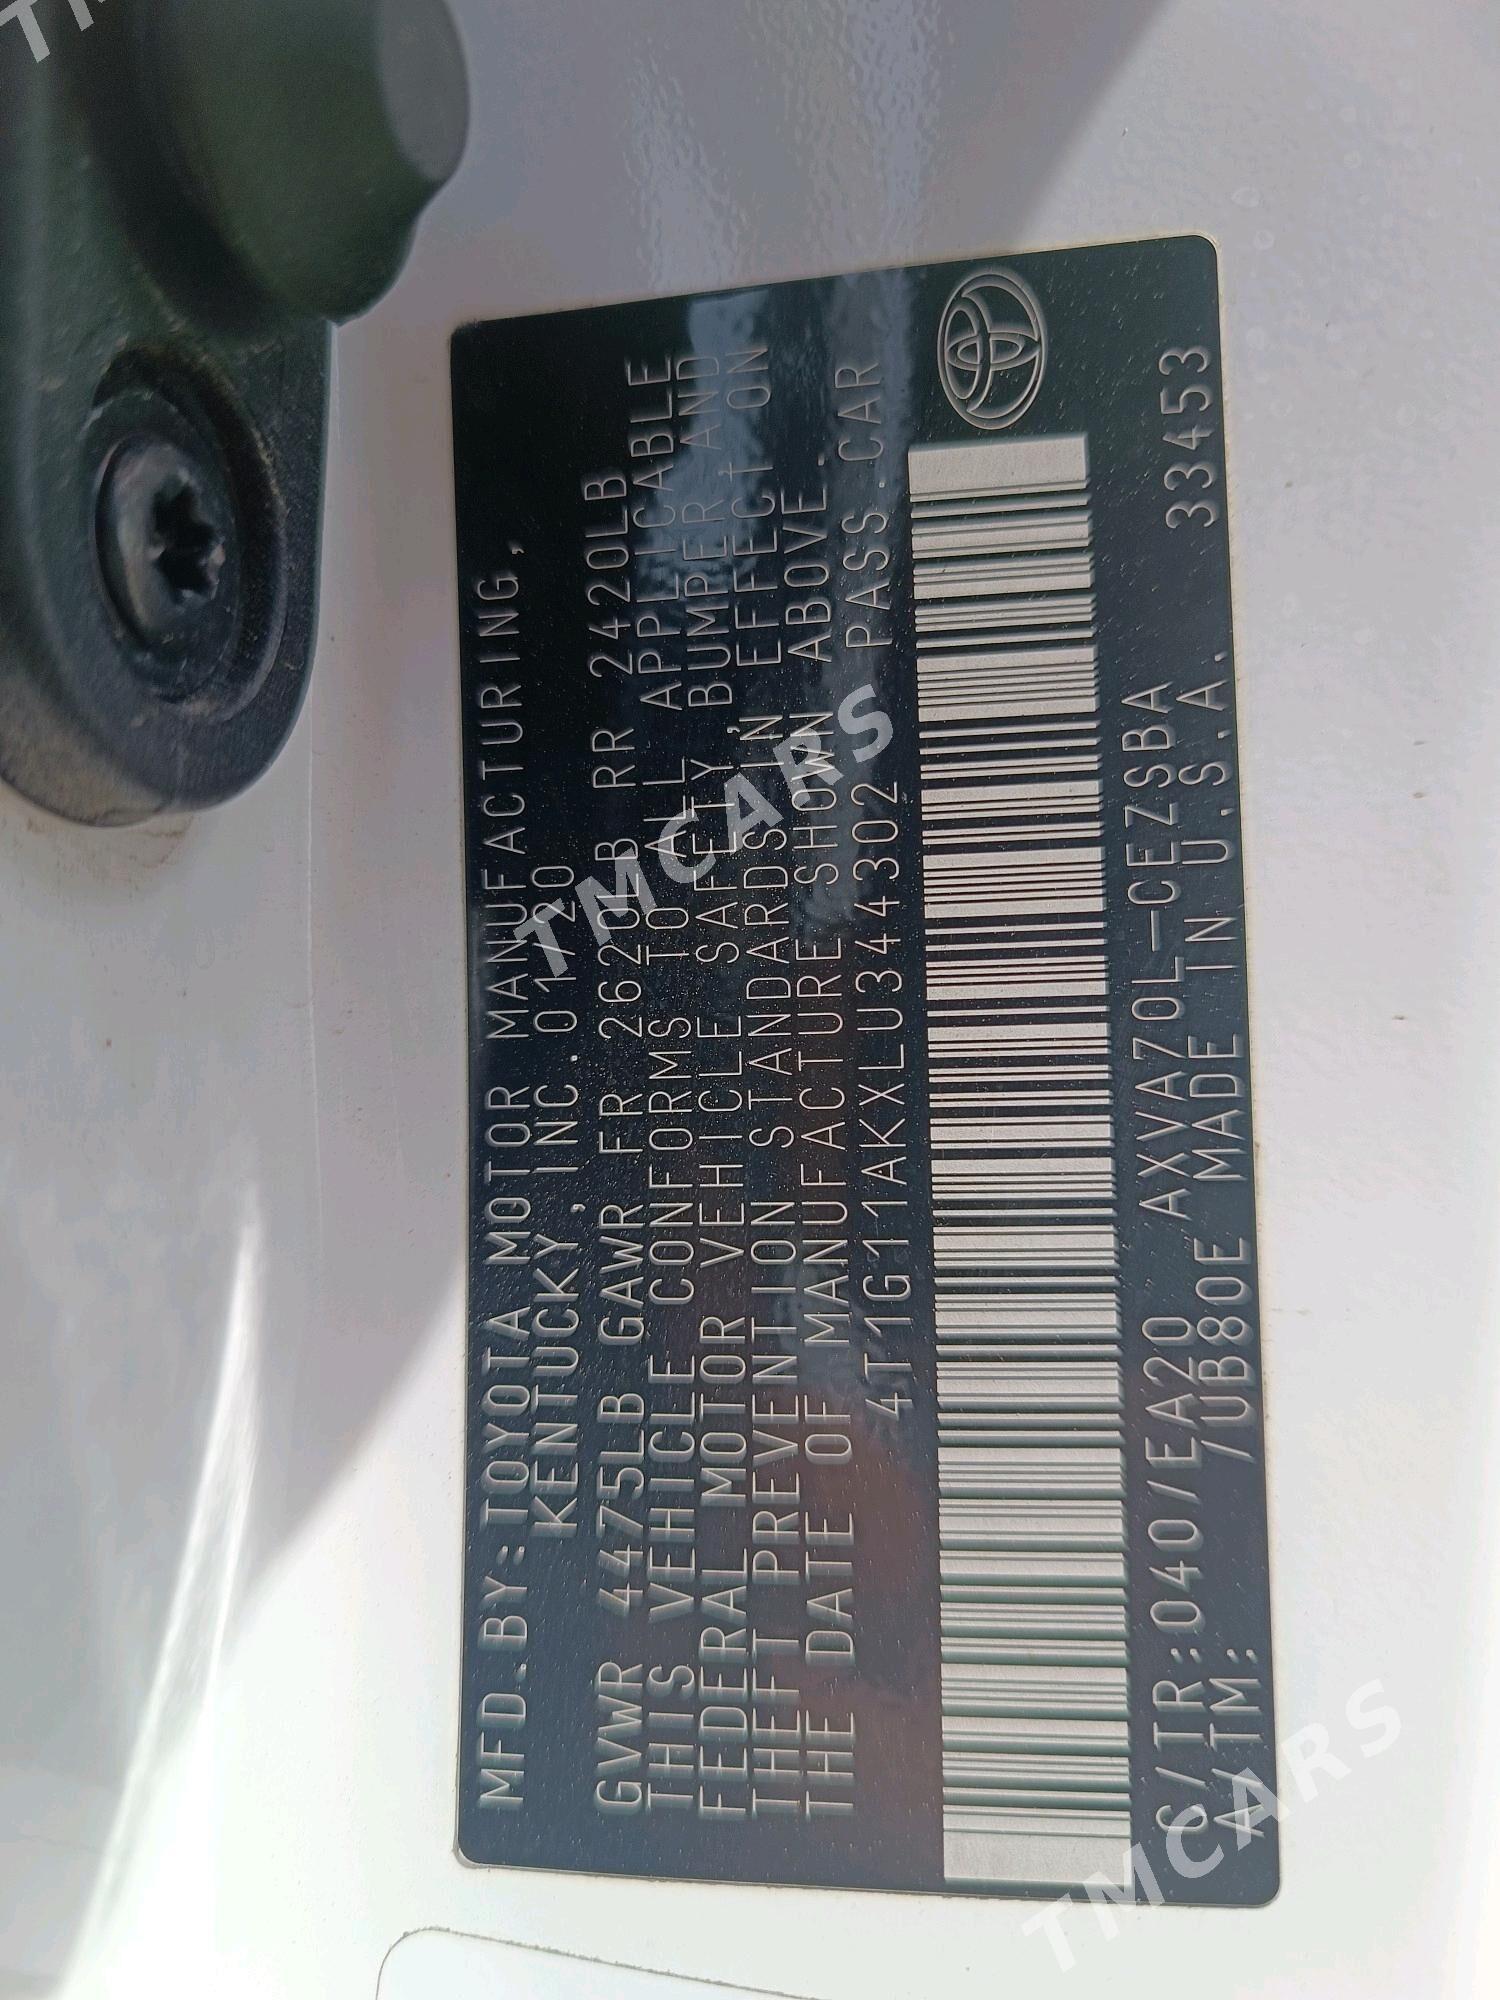 MFD.BY:TOYOTA MOTOR MANUFACTURING,
KENTUCKY, INC.01/20
GVWR 4475LB GAWR FR 2620LB RR 2420LB
THIS VEHICLE CONFORMS TO ALL APPLICABLE
FEDERAL MOTOR VEHICLE SAFETY, BUMPER, AND
THEFT PREVENTION STANDARDS IN EFFECT ON
THE DATE OF MANUFACTURE SHOWN ABOVE.
4T1G11AKXLU344302 PASS.CAR
C/TR:040/EA20 AXVA70L-CEZSBA
A/TM: /UB80E MADE IN U.S.A. 33453
TMCARS
TMCARS